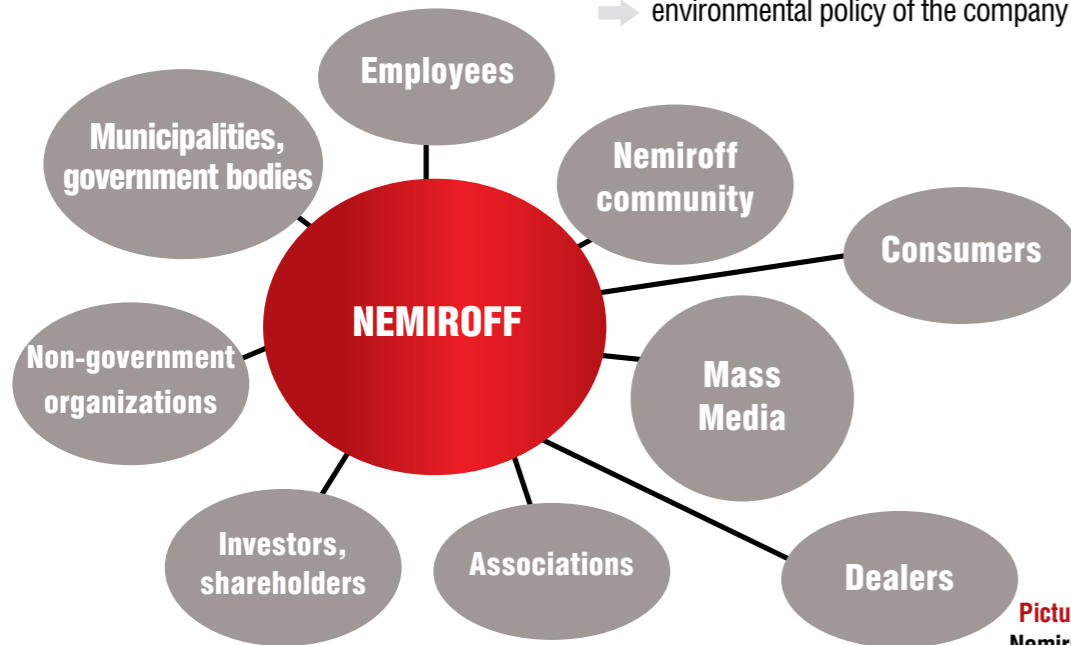 environmental policy of the company
Employees
Municipalities,
government bodies
Nemiroff
community
Consumers
NEMIROFF
Non-government
organizations
Mass
Media
Investors,
shareholders
Associations
Dealers